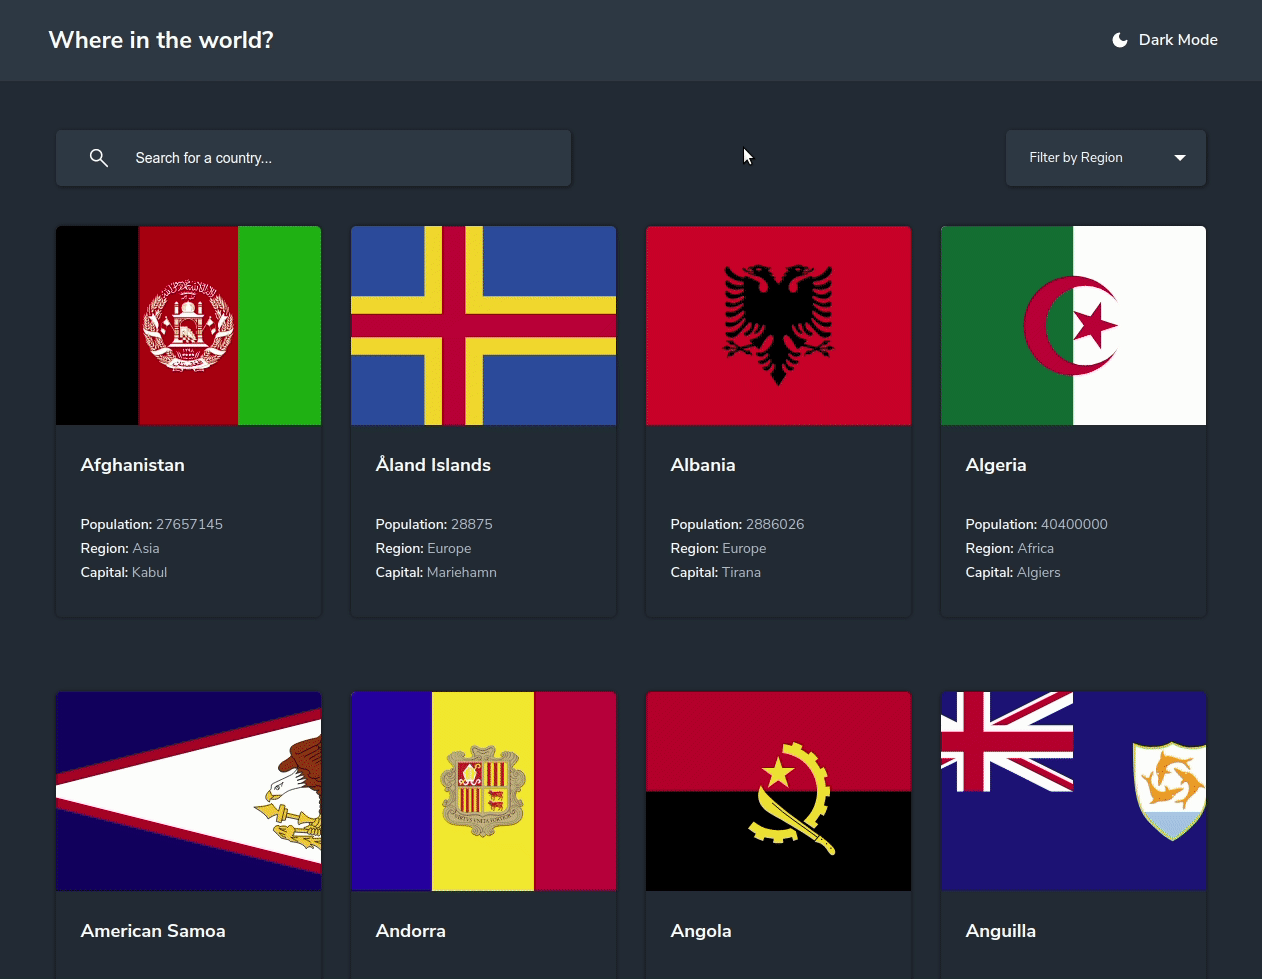 Where in the world?
Dark Mode
Search for a country...
Filter by Region
Afghanistan
Population: 27657145
Region: Asia
Capital: Kabul
Åland Islands
Population: 28875
Region: Europe
Capital: Mariehamn
Albania
Population: 2886026
Region: Europe
Capital: Tirana
Algeria
Population: 40400000
Region: Africa
Capital: Algiers
American Samoa
Andorra
Angola
Anguilla